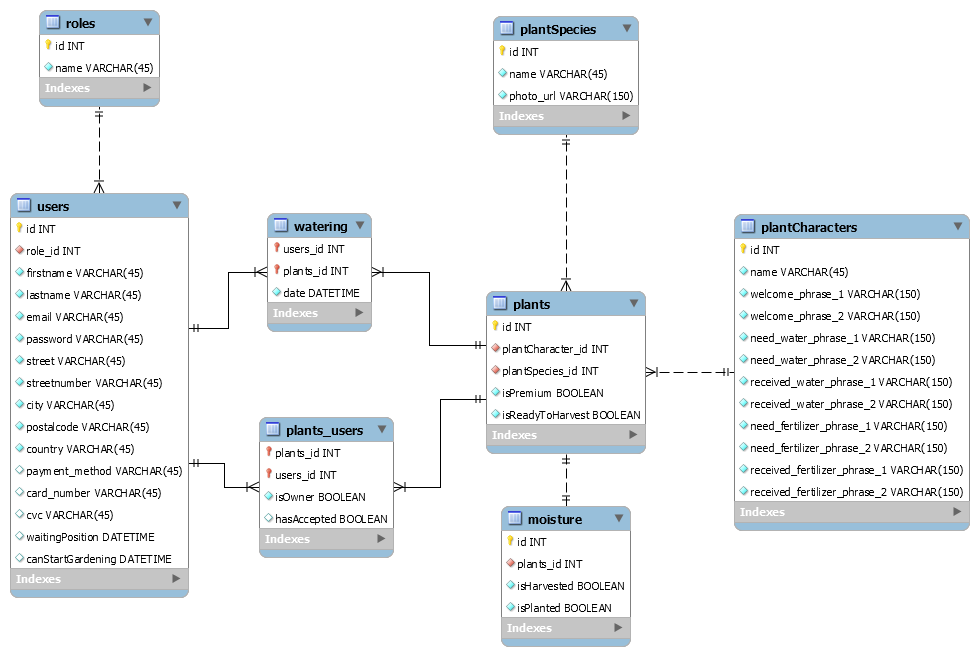 roles
id INT
name VARCHAR(45)
Indexes
plantSpecies
id INT
name VARCHAR(45)
photo_url VARCHAR(150)
Indexes
users
id INT
role_id INT
firstname VARCHAR(45)
lastname VARCHAR(45)
email VARCHAR(45)
password VARCHAR(45)
street VARCHAR(45)
streetnumber VARCHAR(45)
city VARCHAR(45)
postalcode VARCHAR(45)
country VARCHAR(45)
payment_method VARCHAR(45)
card_number VARCHAR(45)
cvc VARCHAR(45)
waitingPosition DATETIME
canStartGardening DATETIME
Indexes
watering
users_id INT
plants_id INT
date DATETIME
Indexes
plants_users
plants_id INT
users_id INT
isOwner BOOLEAN
hasAccepted BOOLEAN
Indexes
plants
id INT
plantCharacter_id INT
plantSpecies_id INT
isPremium BOOLEAN
isReadyToHarvest BOOLEAN
Indexes
moisture
id INT
plants_id INT
isHarvested BOOLEAN
isPlanted BOOLEAN
Indexes
plantCharacters
id INT
name VARCHAR(45)
welcome_phrase_1 VARCHAR(150)
welcome_phrase_2 VARCHAR(150)
need_water_phrase_1 VARCHAR(150)
need_water_phrase_2 VARCHAR(150)
received_water_phrase_1 VARCHAR(150)
received_water_phrase_2 VARCHAR(150)
need_fertilizer_phrase_1 VARCHAR(150)
need_fertilizer_phrase_2 VARCHAR(150)
received_fertilizer_phrase_1 VARCHAR(150)
received_fertilizer_phrase_2 VARCHAR(150)
Indexes